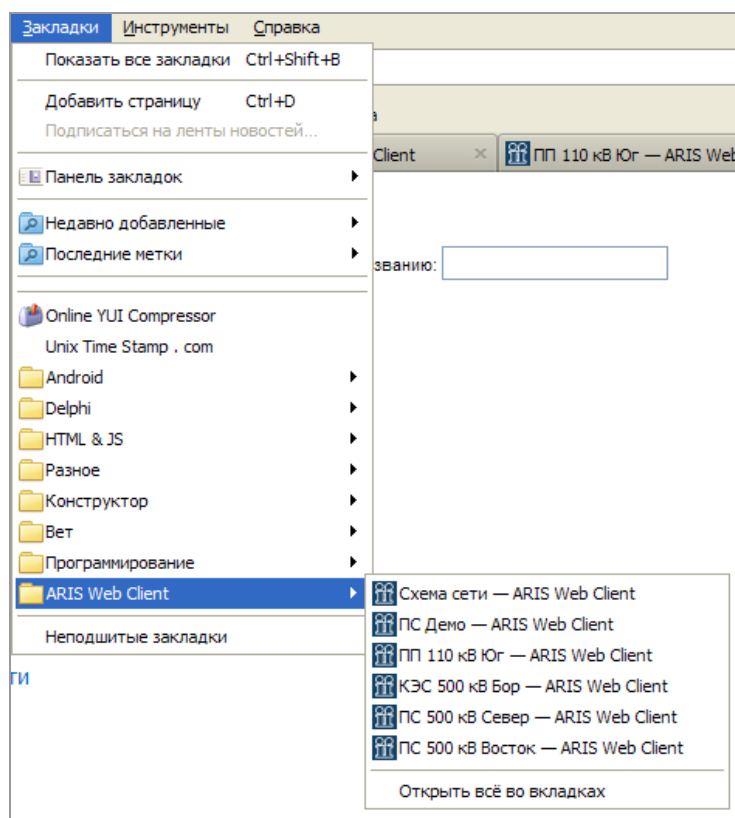 Закладки Инструменты Справка
Показать все закладки Ctrl+Shift+B
Добавить страницу Ctrl+D
Подписаться на ленты новостей...
Client ПП 110 кВ Юг — ARIS Web
Панель закладок
Недавно добавленные
Последние метки
званию:
Online YUI Compressor
Unix Time Stamp . com
Android
Delphi
HTML & JS
Разное
Конструктор
Вет
Программирование
ARIS Web Client
Схема сети — ARIS Web Client
ПС Демо — ARIS Web Client
ПП 110 кВ Юг — ARIS Web Client
КЭС 500 кВ Бор — ARIS Web Client
ПС 500 кВ Север — ARIS Web Client
ПС 500 кВ Восток — ARIS Web Client
Открыть всё во вкладках
Неподшитые закладки
ти